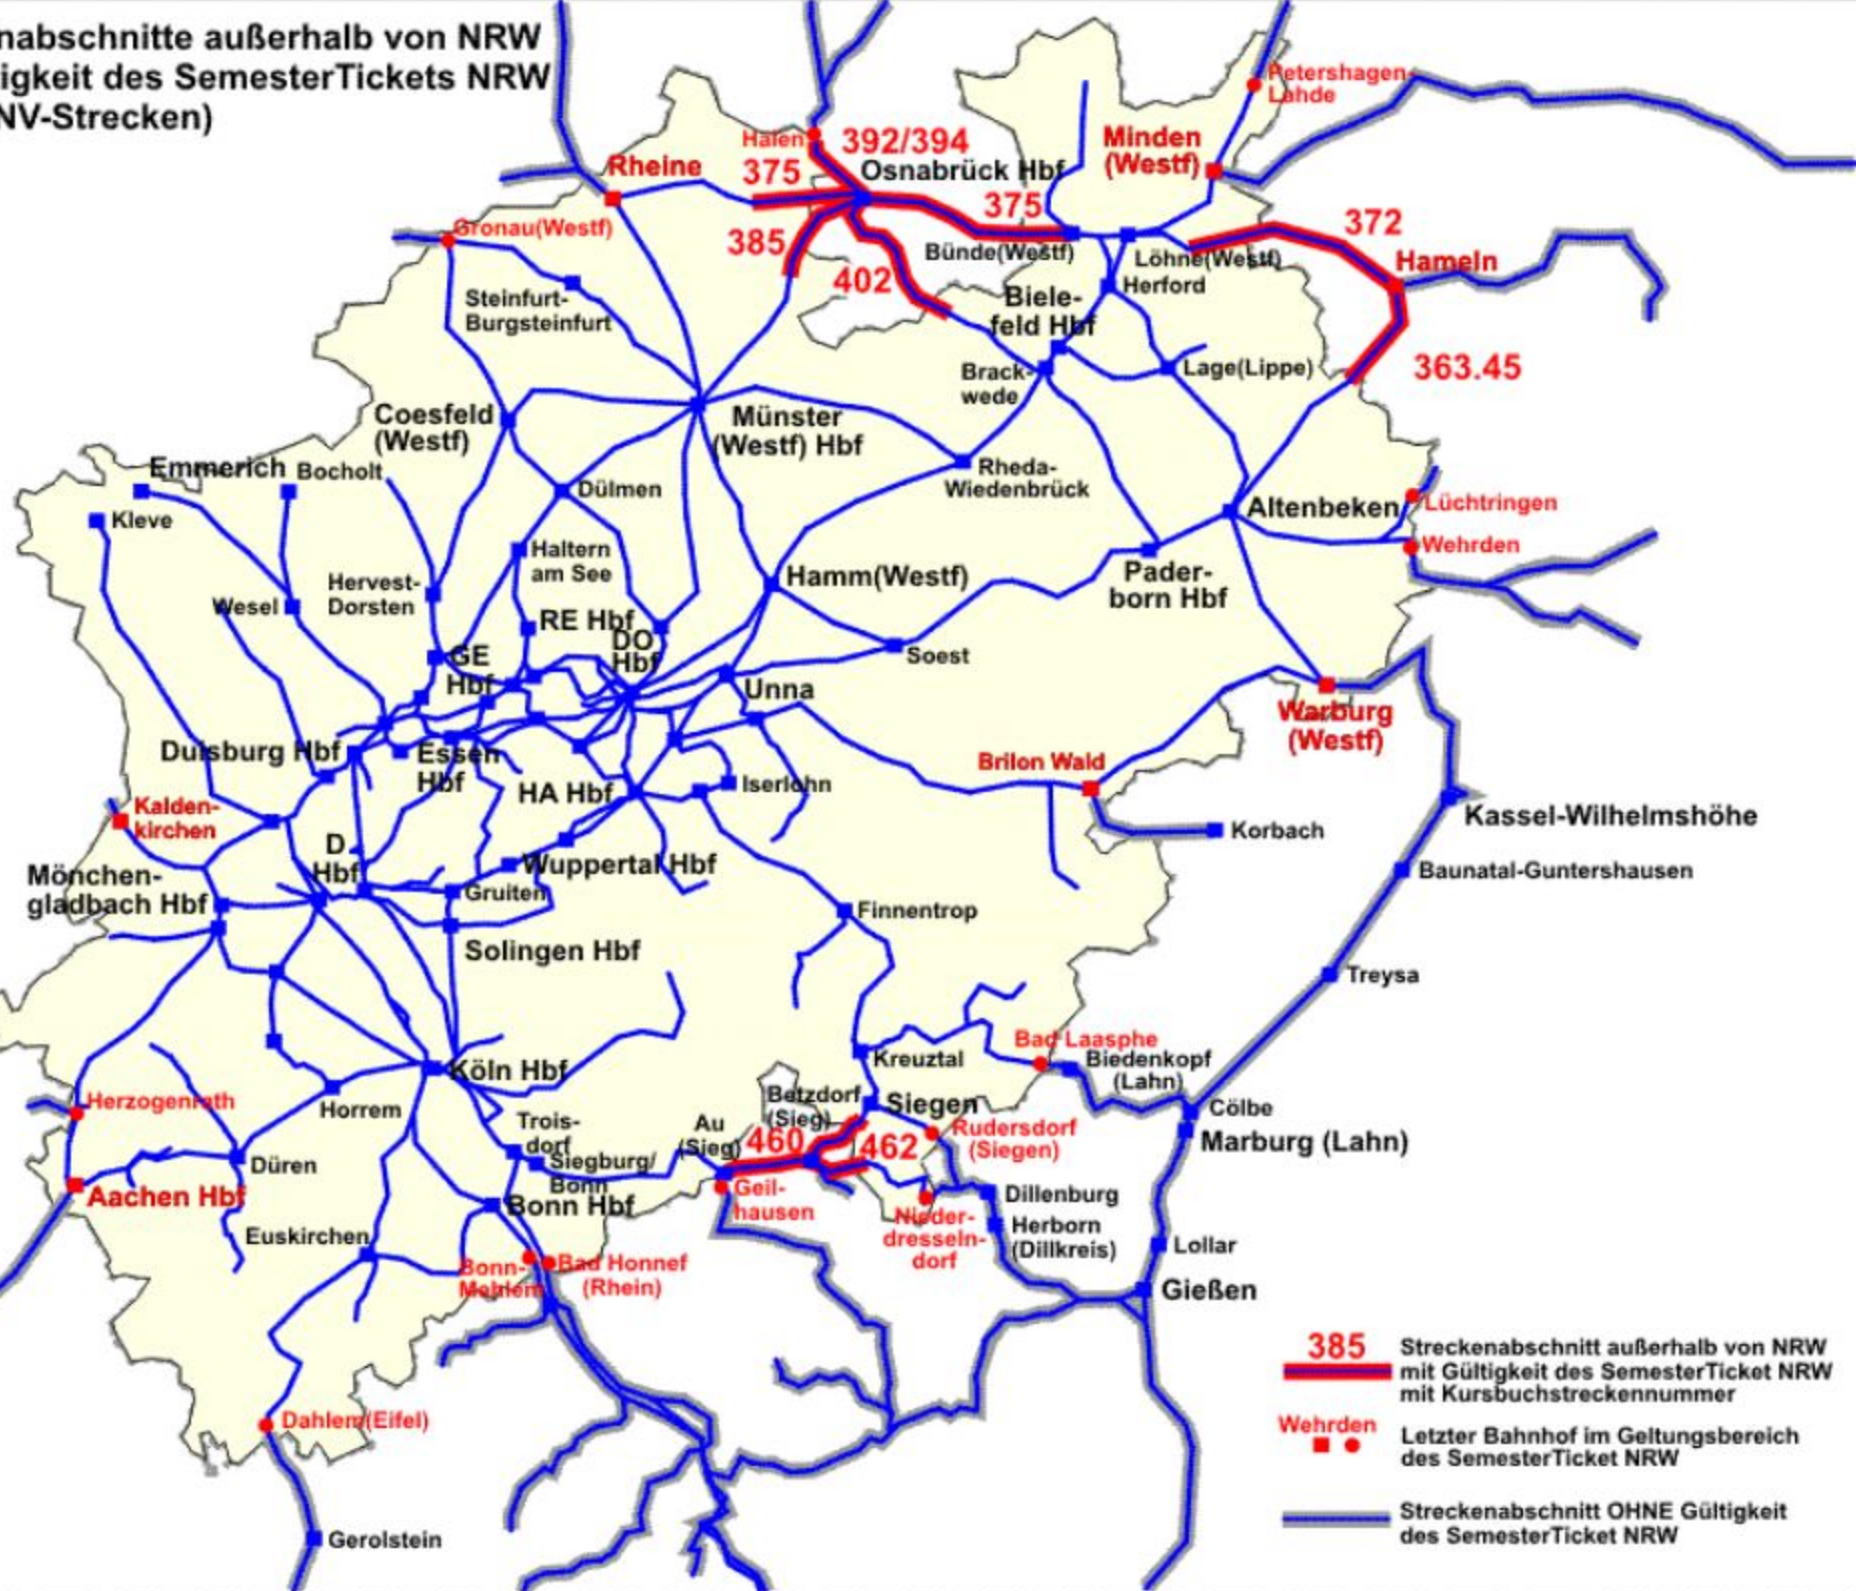 nabschnitte außerhalb von NRW
igkeit des SemesterTickets NRW
NV-Strecken)
Petershagen-
Lahde
Halen
392/394
Minden
(Westf)
Rheine
375
Osnabrück Hbf
375
372
Gronau(Westf)
385
Bünde(Westf)
Löhne(Westf)
Hameln
402
Herford
Steinfurt-
Burgsteinfurt
Biele-
feld Hbf
Brack-
wede
Lage(Lippe)
363.45
Coesfeld
(Westf)
Münster
(Westf) Hbf
Emmerich
Bocholt
Rheda-
Wiedenbrück
Dülmen
Altenbeken
Lüchtringen
Kleve
Wehrden
Haltern
am See
Hervest-
Dorsten
Hamm(Westf)
Pader-
born Hbf
Wesel
RE Hbf
DO
Hbf
GE
Hbf
Soest
Unna
Warburg
(Westf)
Duisburg Hbf
Essen
Hbf
HA Hbf
Iserlohn
Brilon Wald
Kalden-
kirchen
Korbach
Kassel-Wilhelmshöhe
D
Hbf
Wuppertal Hbf
Baunatal-Guntershausen
Mönchen-
gladbach Hbf
Gruiten
Finnentrop
Solingen Hbf
Treysa
Köln Hbf
Kreuztal
Bad Laasphe
Biedenkopf
(Lahn)
Herzogenrath
Horrem
Betzdorf
(Sieg)
Siegen
Cölbe
Marburg (Lahn)
Trois-
dorf
Au
(Sieg)
460
462
Rudersdorf
(Siegen)
Düren
Siegburg/
Bonn
Aachen Hbf
Bonn Hbf
Geil-
hausen
Dillenburg
Nieder-
dresseln-
dorf
Herborn
(Dillkreis)
Euskirchen
Lollar
Bonn-
Mehlem
Bad Honnef
(Rhein)
Gießen
385
Streckenabschnitt außerhalb von NRW
mit Gültigkeit des SemesterTicket NRW
mit Kursbuchstreckennummer
Dahlem(Eifel)
Wehrden
Letzter Bahnhof im Geltungsbereich
des SemesterTicket NRW
Streckenabschnitt OHNE Gültigkeit
des SemesterTicket NRW
Gerolstein